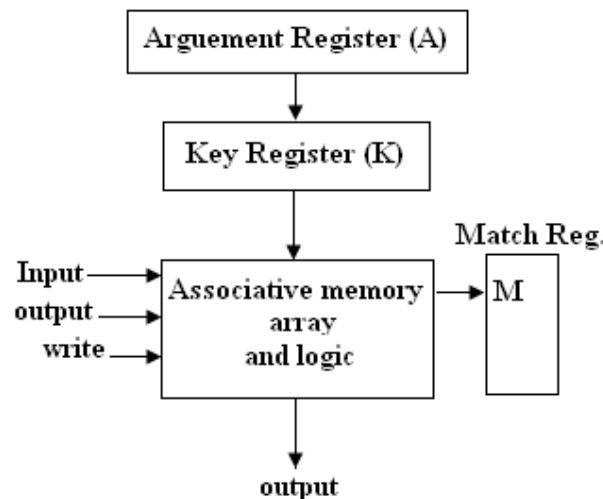 Arguement Register (A)
Key Register (K)
Match Reg.
Input
output
write
Associative memory
array
and logic
M
output